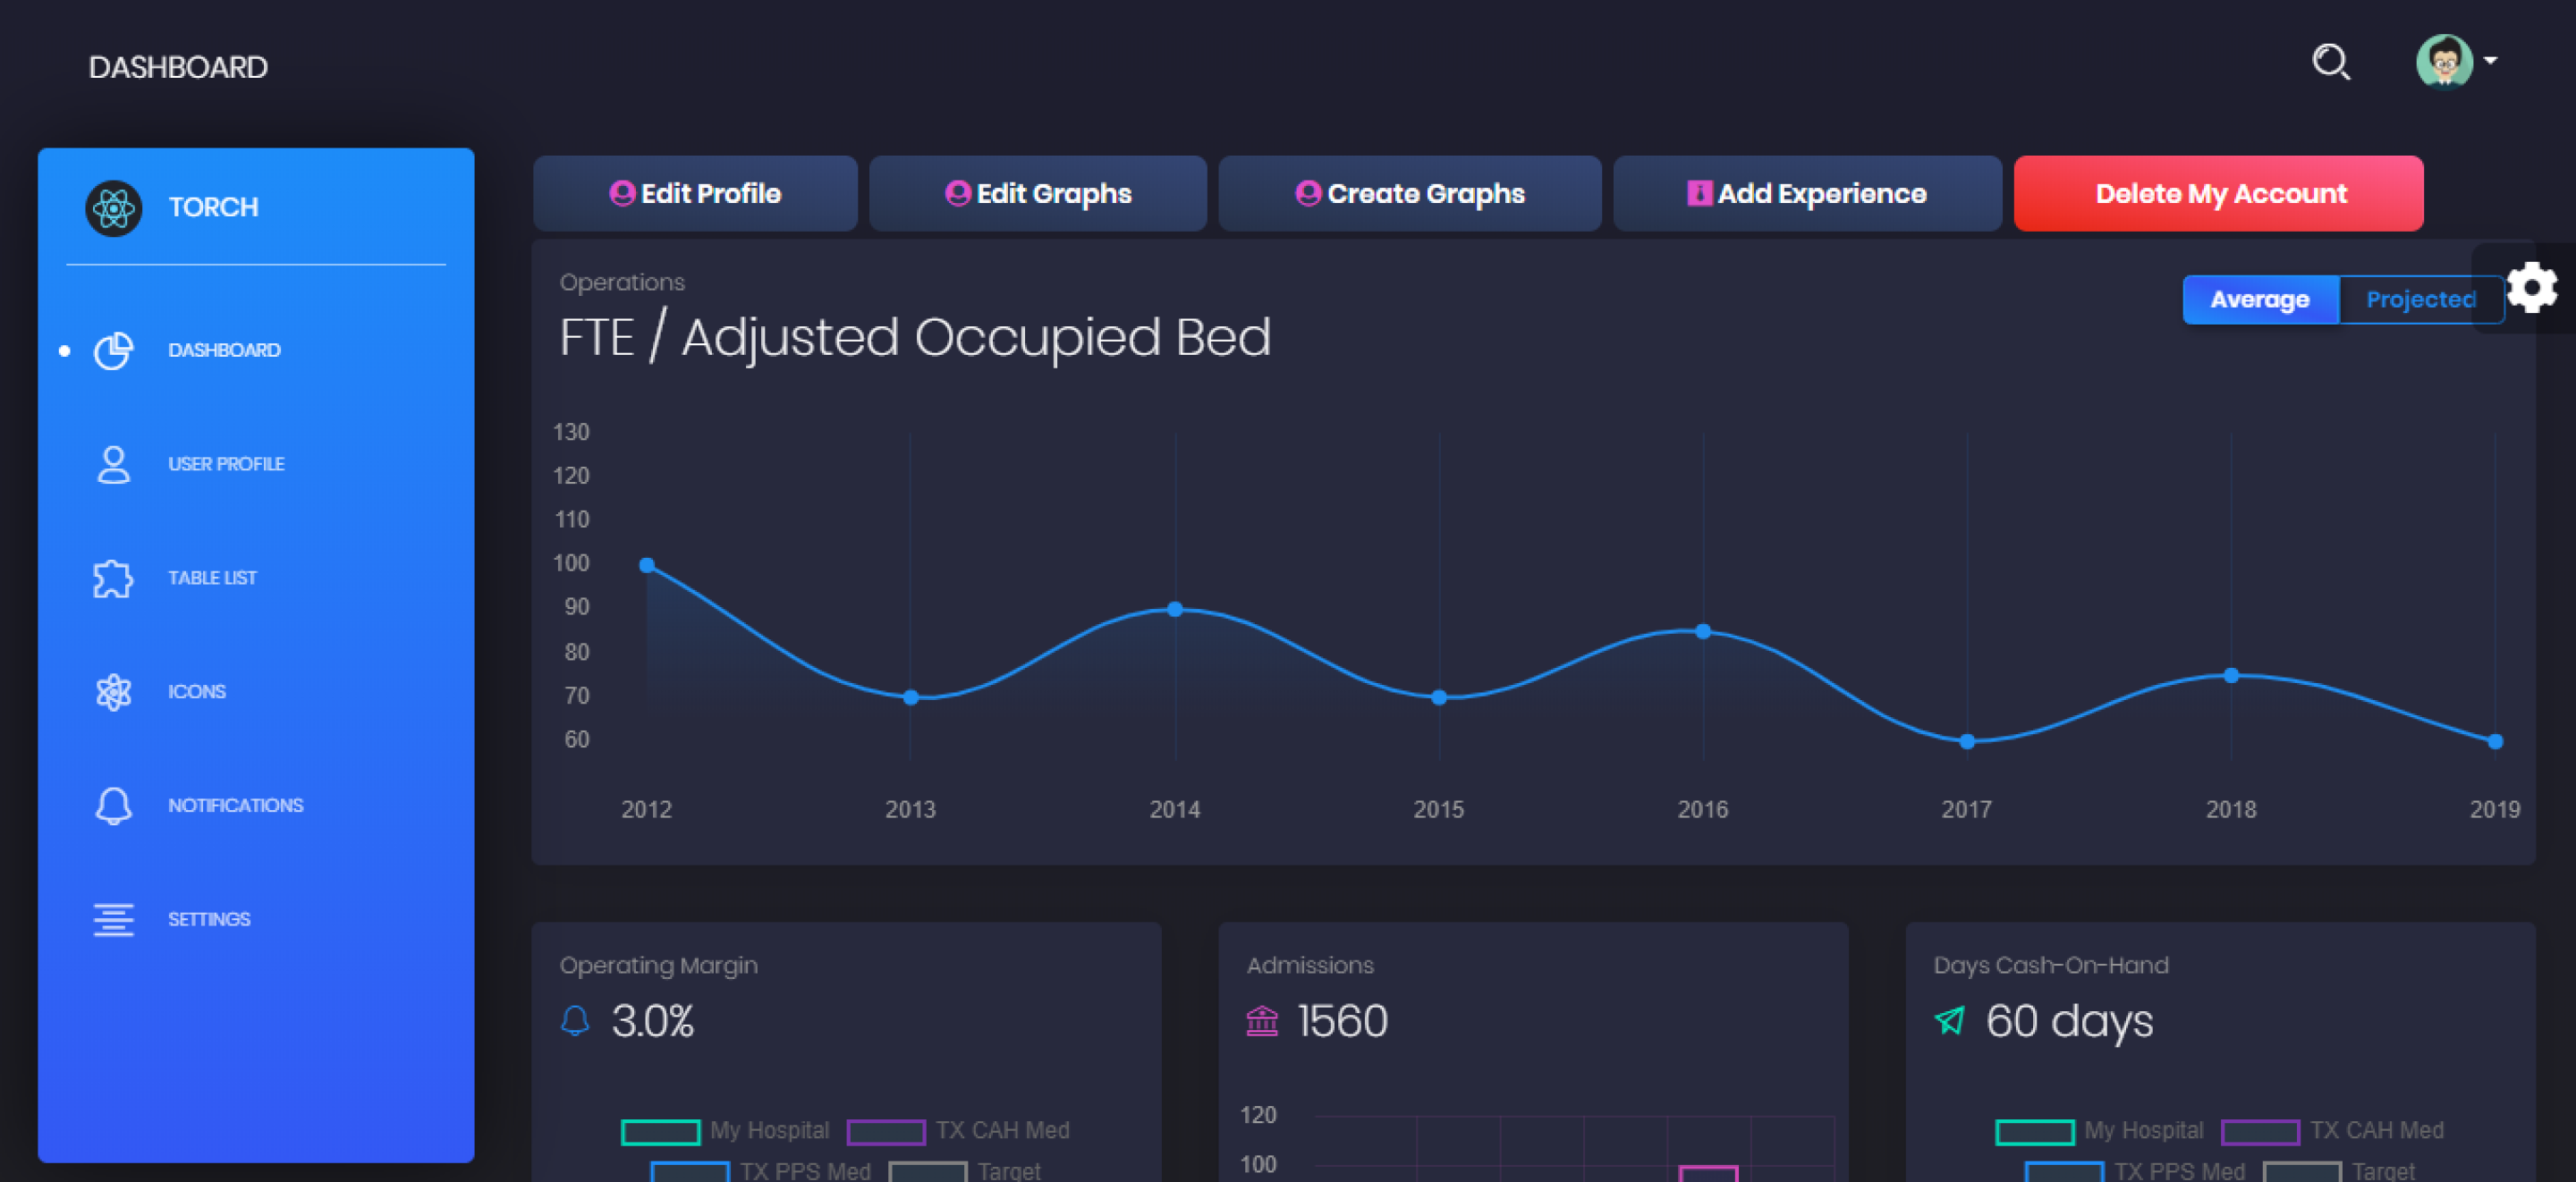 DASHBOARD
TORCH
DASHBOARD
USER PROFILE
TABLE LIST
ICONS
NOTIFICATIONS
SETTINGS
Edit Profile
Edit Graphs
Create Graphs
Add Experience
Delete My Account
Operations
FTE / Adjusted Occupied Bed
Average
Projected
130
120
110
100
90
80
70
60
2012 2013 2014 2015 2016 2017 2018 2019
Operating Margin
3.0%
My Hospital TX CAH Med
TX PPS Med Target
Admissions
1560
120
100
Days Cash-On-Hand
60 days
My Hospital TX CAH Med
TX PPS Med Target